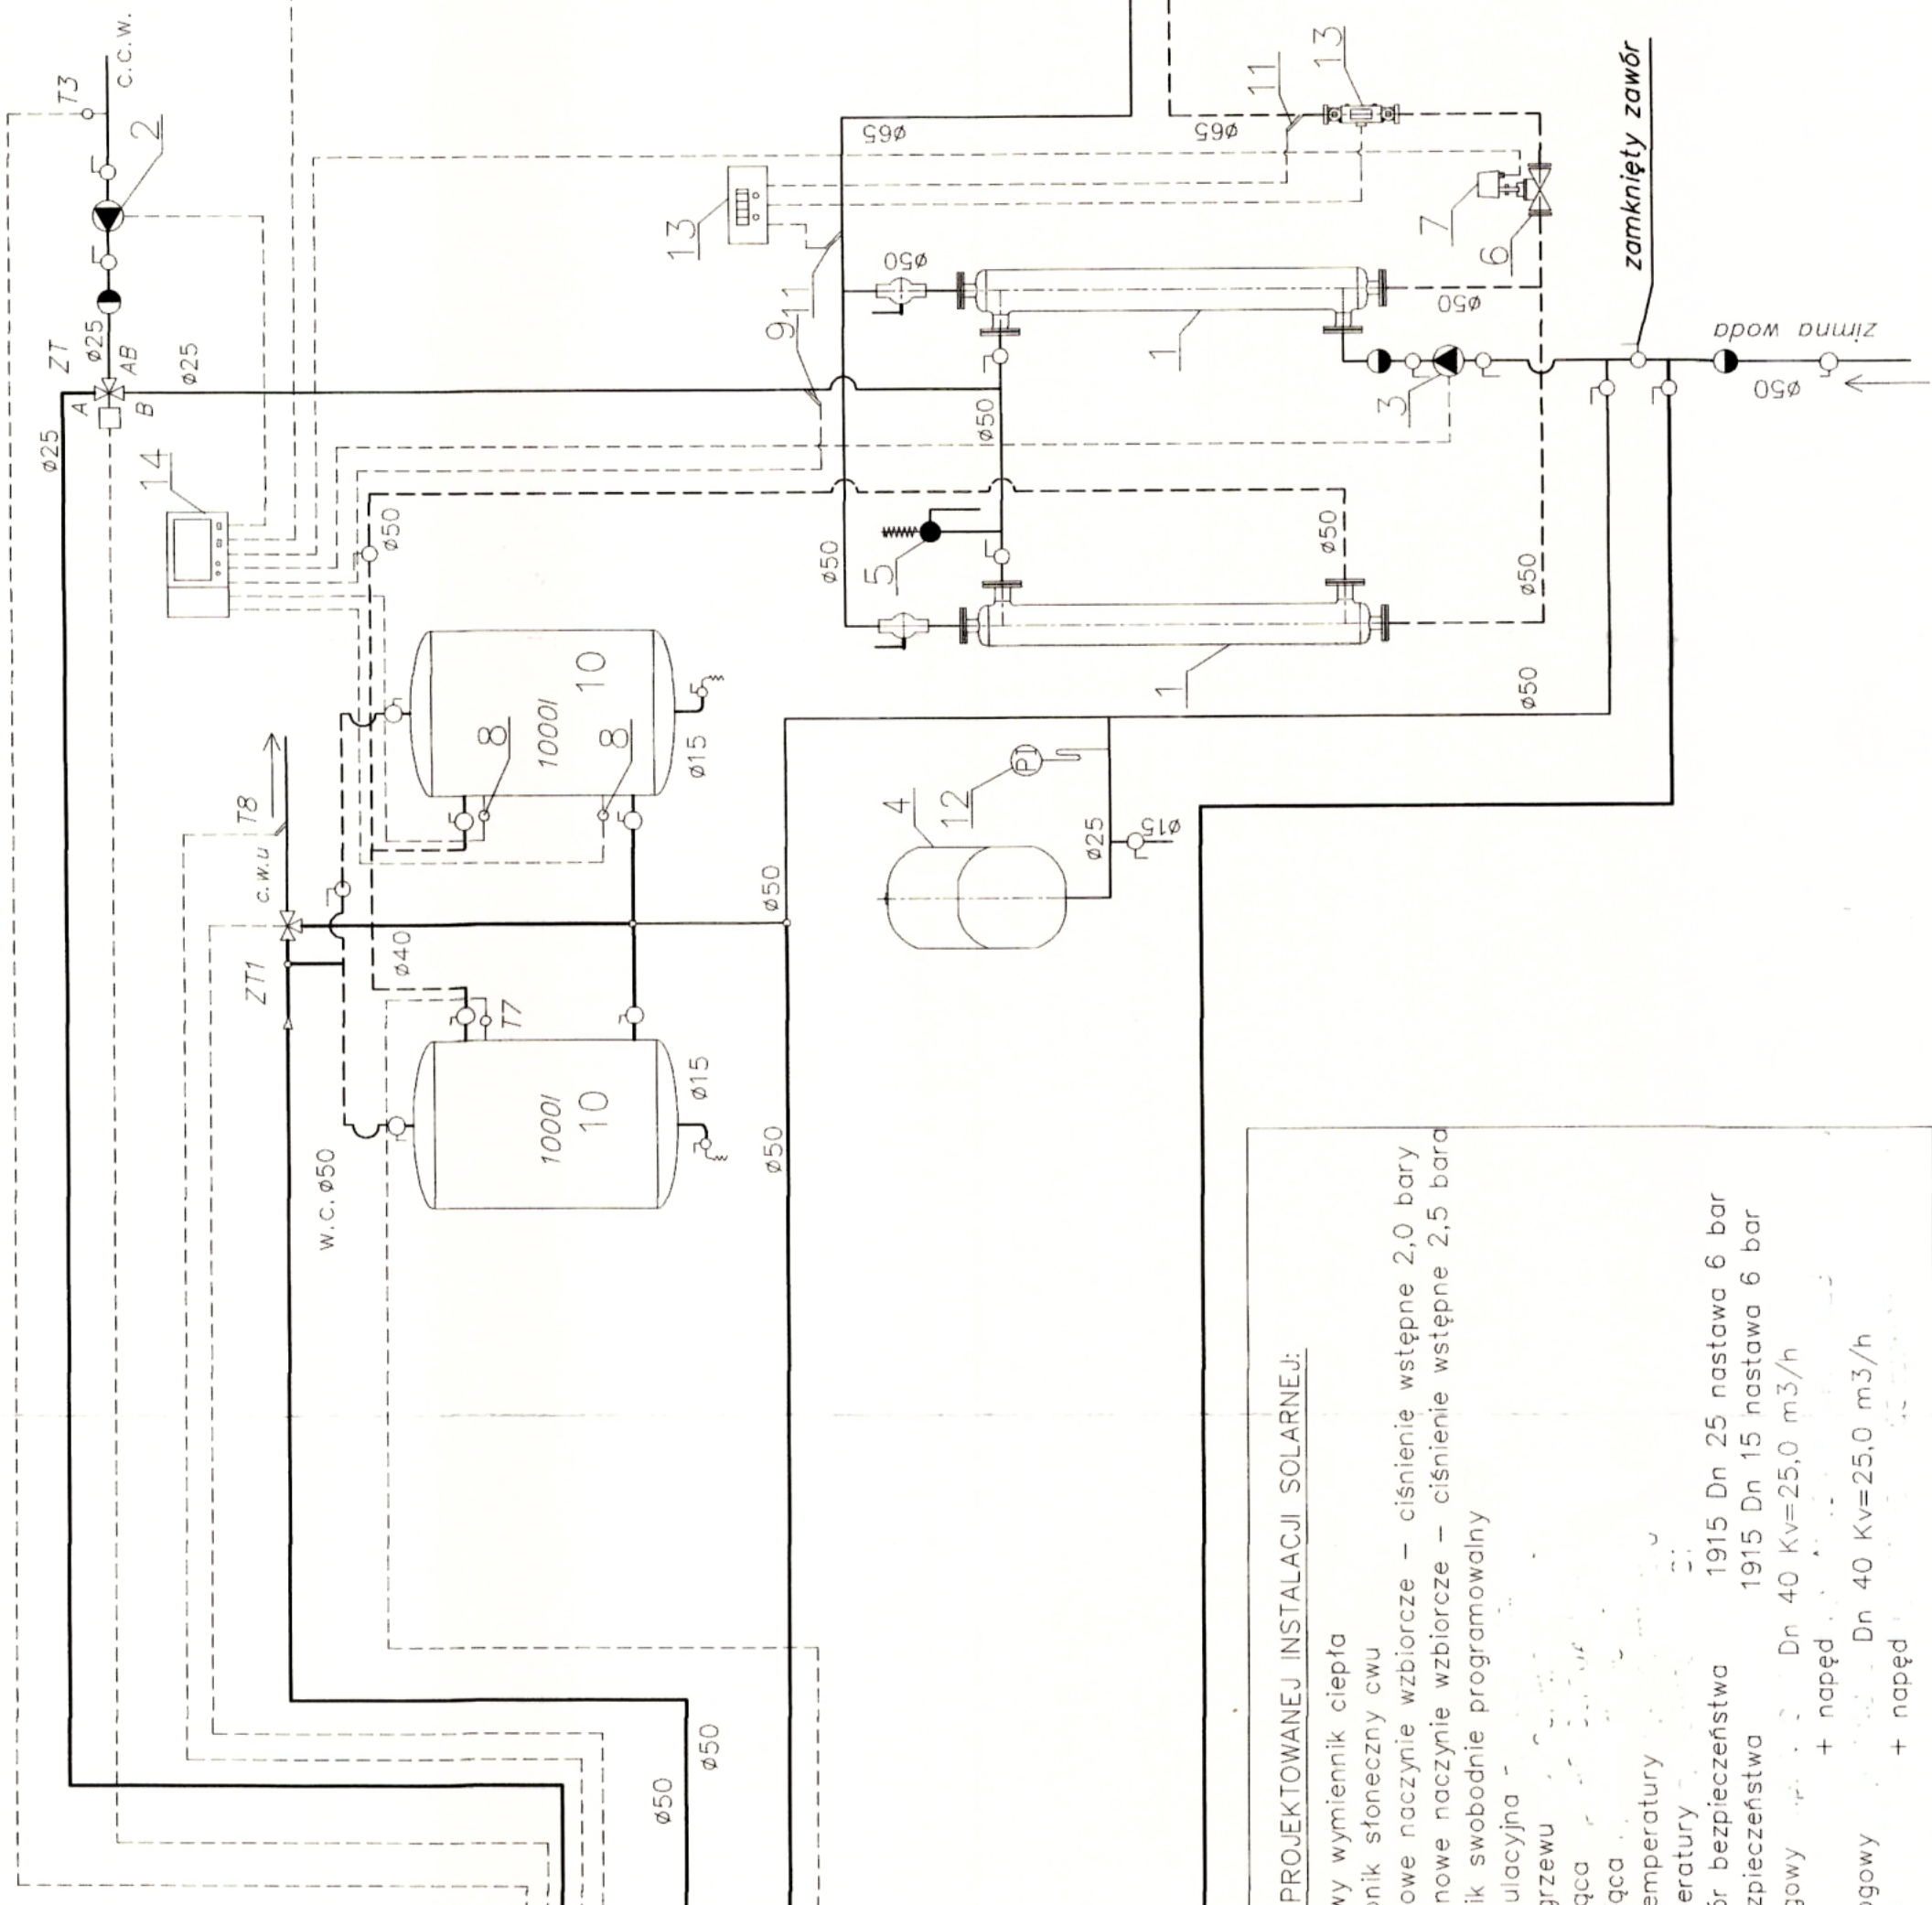 T3
c.c.w.
2
ZT
ø25
AB
A
B
ø25
ø25
14
ø50
13
11
9
ø65
ø65
11
13
ø50
7
6
zamknięty zawór
1
ø50
3
zimna woda
ø50
ø50
5
ø50
ø50
ø50
1
ø50
10
1000l
8
8
ø15
T8
c.w.u
ZT1
ø40
T7
1000l
10
ø15
w.c. ø50
ø50
ø50
4
12
PI
ø25
ø15
ø50
ø50
PROJEKTOWANEJ INSTALACJI SOLARNEJ:
wy wymiennik ciepła
onik słoneczny cwu
owe naczynie wzbiorcze – ciśnienie wstępne 2,0 bary
nowe naczynie wzbiorcze – ciśnienie wstępne 2,5 bara
ik swobodnie programowalny
ulacyjna –
grzewu
ąca
ąca
emperatury
eratury
ór bezpieczeństwa 1915 Dn 25 nastawa 6 bar
zpieczeństwa 1915 Dn 15 nastawa 6 bar
gowy Dn 40 Kv=25,0 m3/h
+ napęd
ogowy Dn 40 Kv=25,0 m3/h
+ napęd